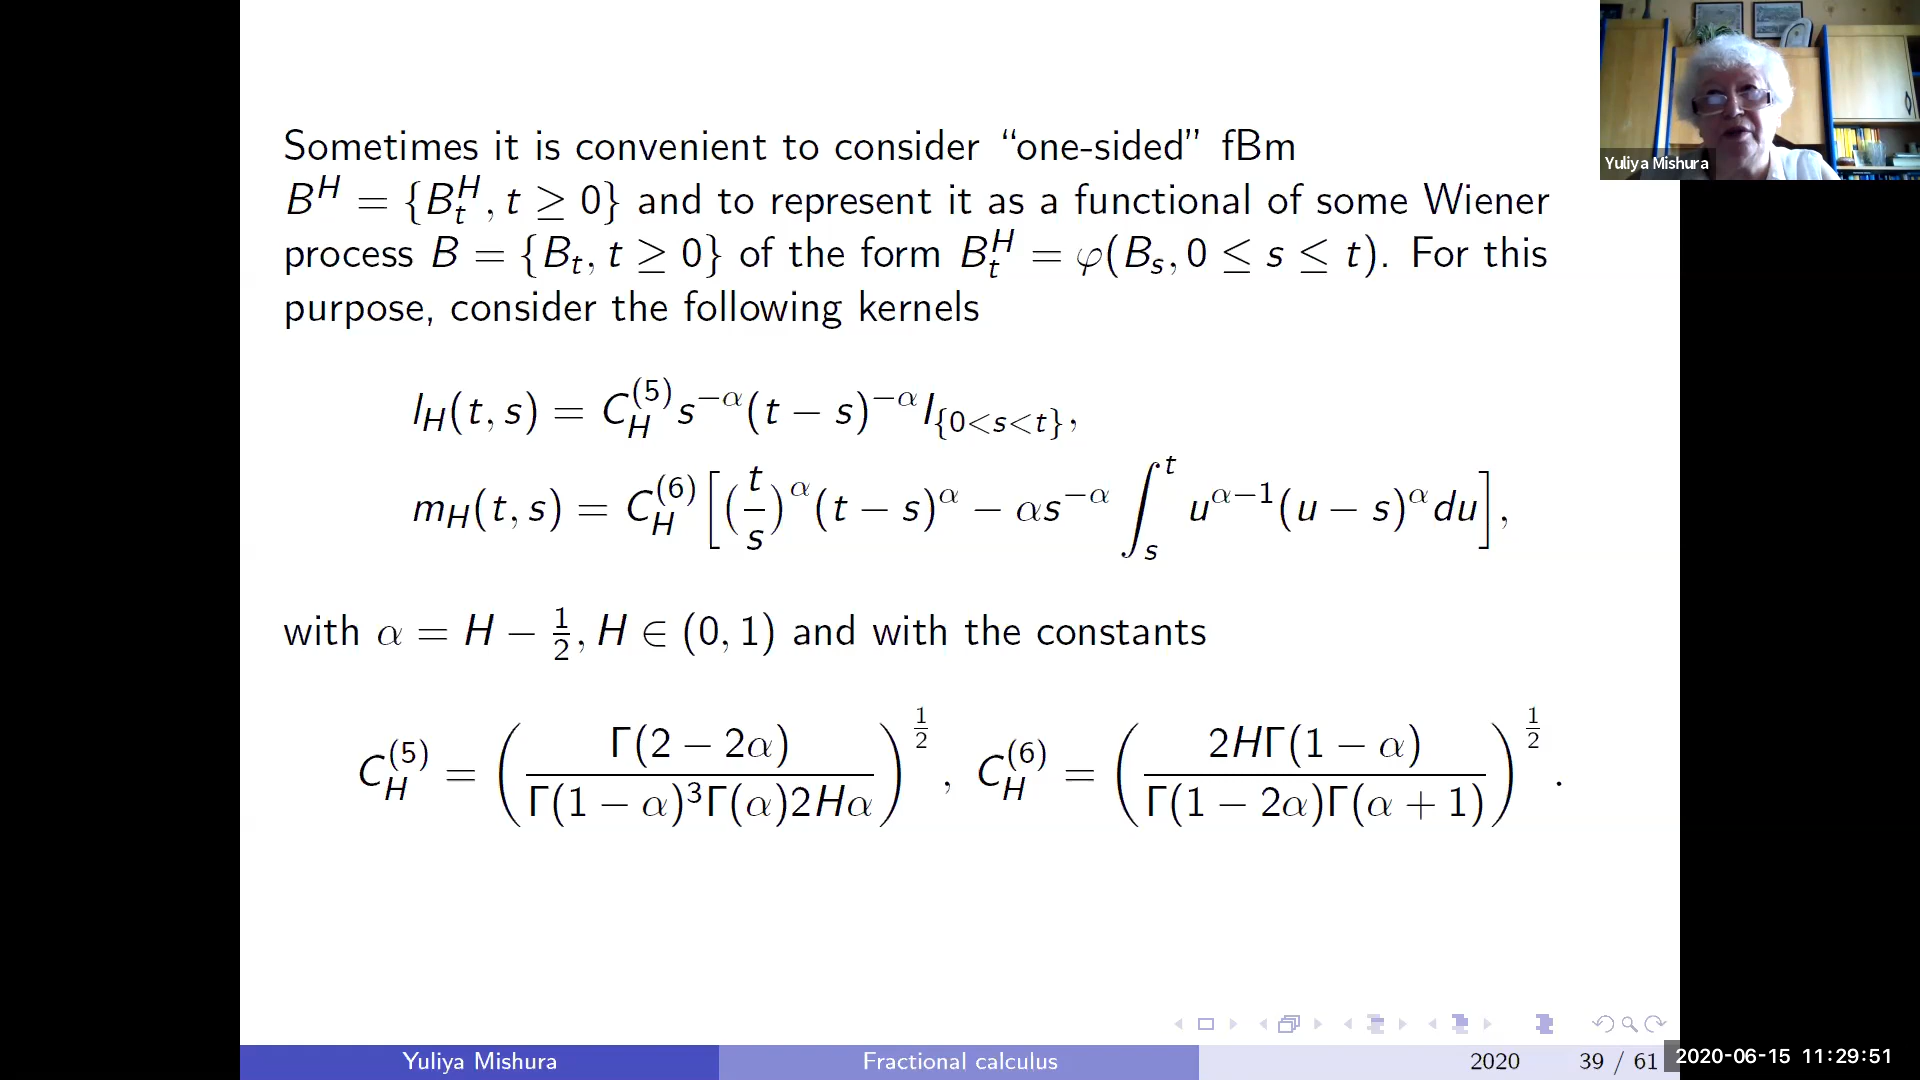 Sometimes it is convenient to consider “one-sided” fBm
B^H = {B_t^H, t ≥ 0} and to represent it as a functional of some Wiener
process B = {B_t, t ≥ 0} of the form B_t^H = φ(B_s, 0 ≤ s ≤ t). For this
purpose, consider the following kernels
l_H(t, s) = C_H^{(5)} s^{−α}(t − s)^{−α} I_{{0<s<t}},
m_H(t, s) = C_H^{(6)} [ (t/s)^α (t − s)^α − αs^{−α} ∫_s^t u^{α−1}(u − s)^α du ],
with α = H − 1/2, H ∈ (0, 1) and with the constants
C_H^{(5)} = ( Γ(2 − 2α) / Γ(1 − α)^3Γ(α)2Hα )^{1/2}, C_H^{(6)} = ( 2HΓ(1 − α) / Γ(1 − 2α)Γ(α + 1) )^{1/2}.
Yuliya Mishura
Yuliya Mishura Fractional calculus 2020 39 / 61
2020-06-15 11:29:51